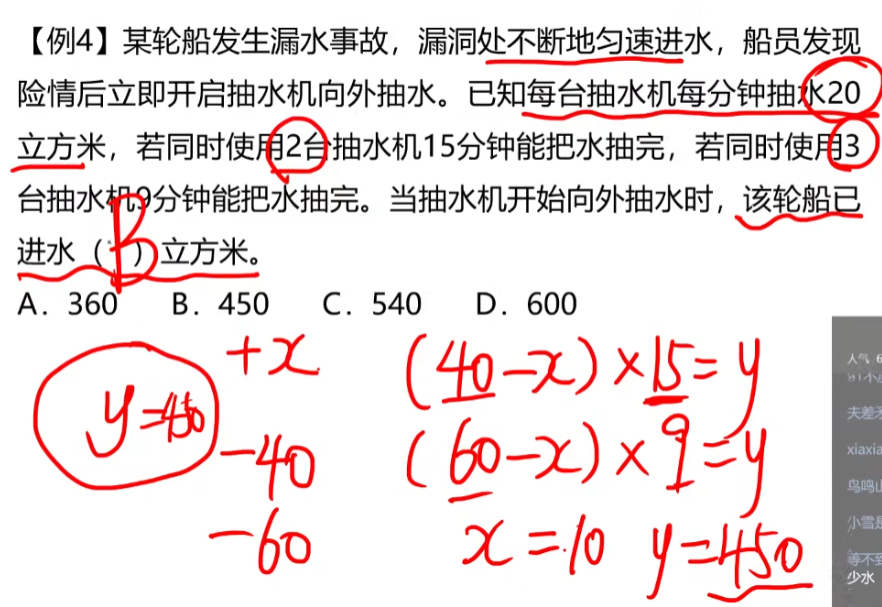 【例4】某轮船发生漏水事故，漏洞处不断地匀速进水，船员发现
险情后立即开启抽水机向外抽水。已知每台抽水机每分钟抽水20
立方米，若同时使用2台抽水机15分钟能把水抽完，若同时使用3
台抽水机9分钟能把水抽完。当抽水机开始向外抽水时，该轮船已
进水（B）立方米。
A．360 B．450 C．540 D．600
+x (40-x)×15=y
y=450
-40 (60-x)×9=y
-60 x=10 y=450
人气 6
夫差矛
xiaxia
鸟鸣山
小雪是
等不到
少水